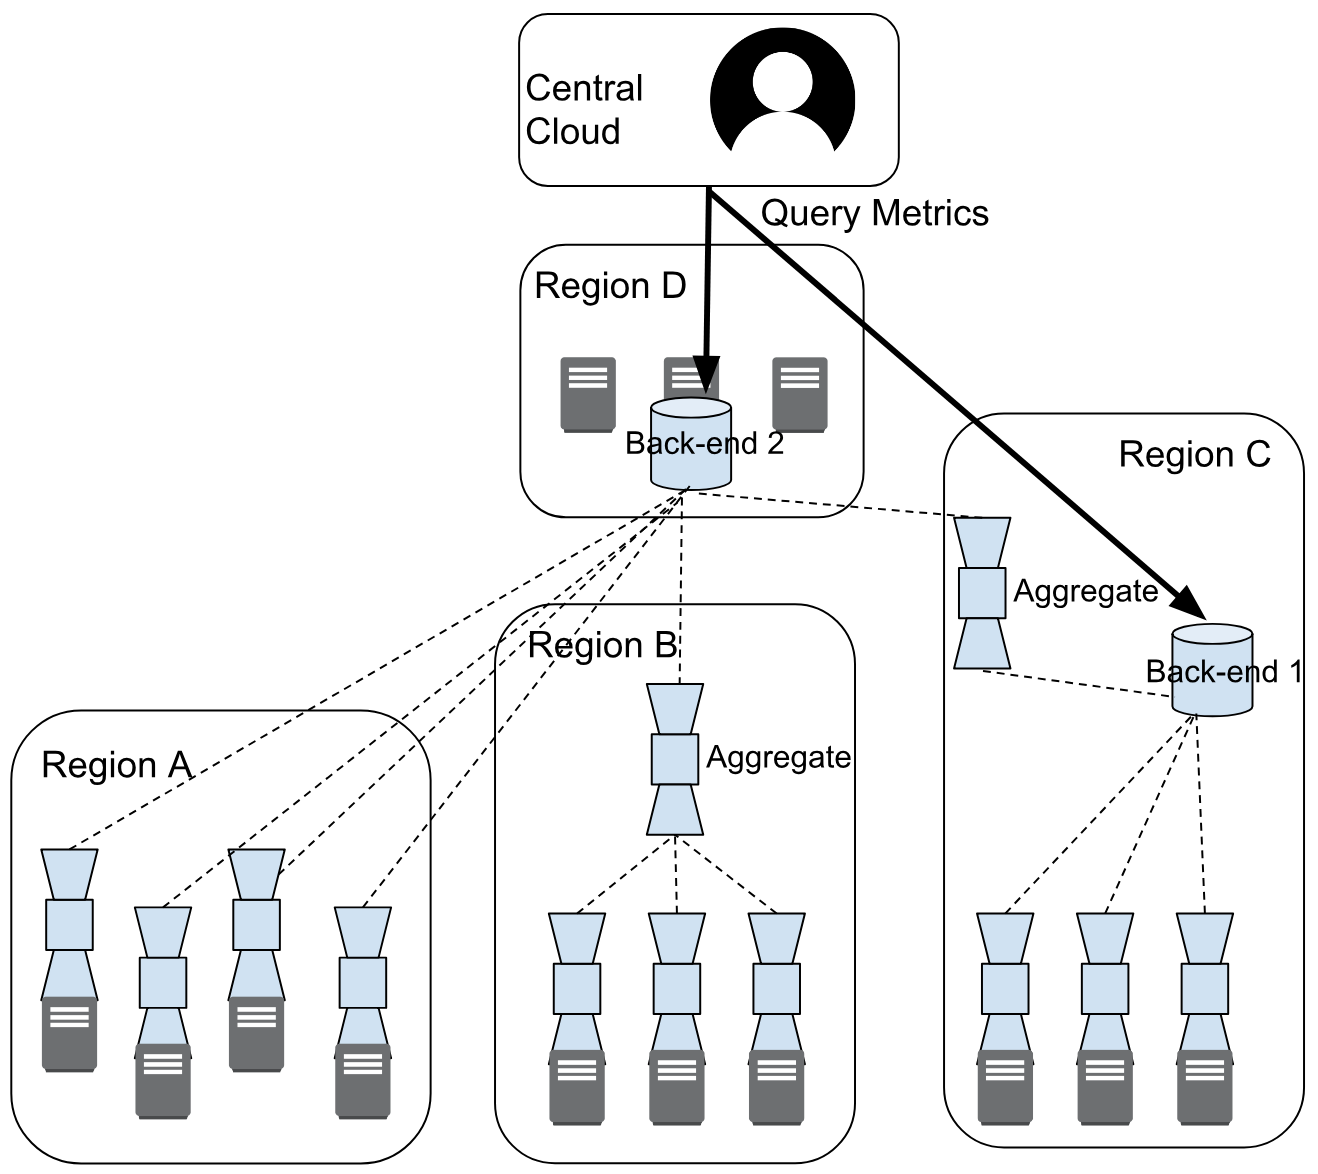 Central
Cloud
Query Metrics
Region D
Back-end 2
Region C
Aggregate
Back-end 1
Region B
Aggregate
Region A